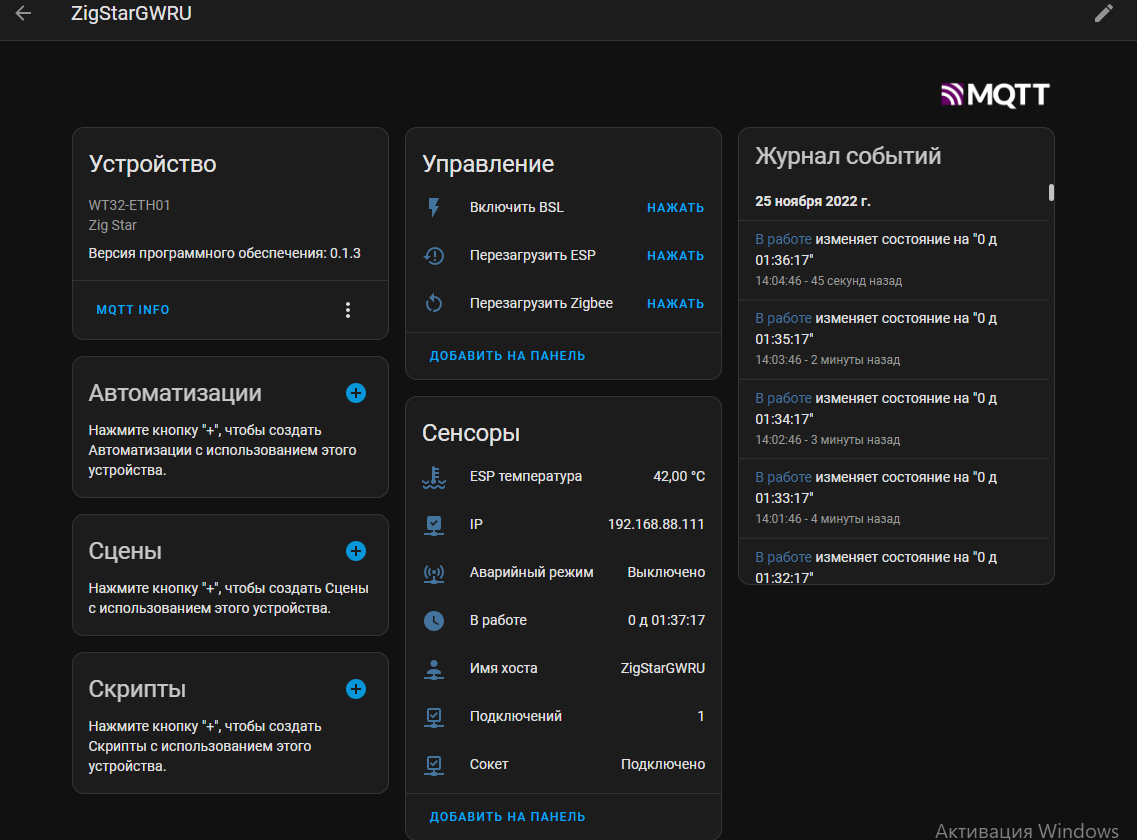 ZigStarGWRU
MQTT
Устройство
WT32-ETH01
Zig Star
Версия программного обеспечения: 0.1.3
MQTT INFO
Автоматизации
Нажмите кнопку "+", чтобы создать
Автоматизации с использованием этого
устройства.
Сцены
Нажмите кнопку "+", чтобы создать Сцены
с использованием этого устройства.
Скрипты
Нажмите кнопку "+", чтобы создать
Скрипты с использованием этого
устройства.
Управление
Включить BSL НАЖАТЬ
Перезагрузить ESP НАЖАТЬ
Перезагрузить Zigbee НАЖАТЬ
ДОБАВИТЬ НА ПАНЕЛЬ
Сенсоры
ESP температура 42,00 °C
IP 192.168.88.111
Аварийный режим Выключено
В работе 0 д 01:37:17
Имя хоста ZigStarGWRU
Подключений 1
Сокет Подключено
ДОБАВИТЬ НА ПАНЕЛЬ
Журнал событий
25 ноября 2022 г.
В работе изменяет состояние на "0 д
01:36:17"
14:04:46 - 45 секунд назад
В работе изменяет состояние на "0 д
01:35:17"
14:03:46 - 2 минуты назад
В работе изменяет состояние на "0 д
01:34:17"
14:02:46 - 3 минуты назад
В работе изменяет состояние на "0 д
01:33:17"
14:01:46 - 4 минуты назад
В работе изменяет состояние на "0 д
01:32:17"
Активация Windows